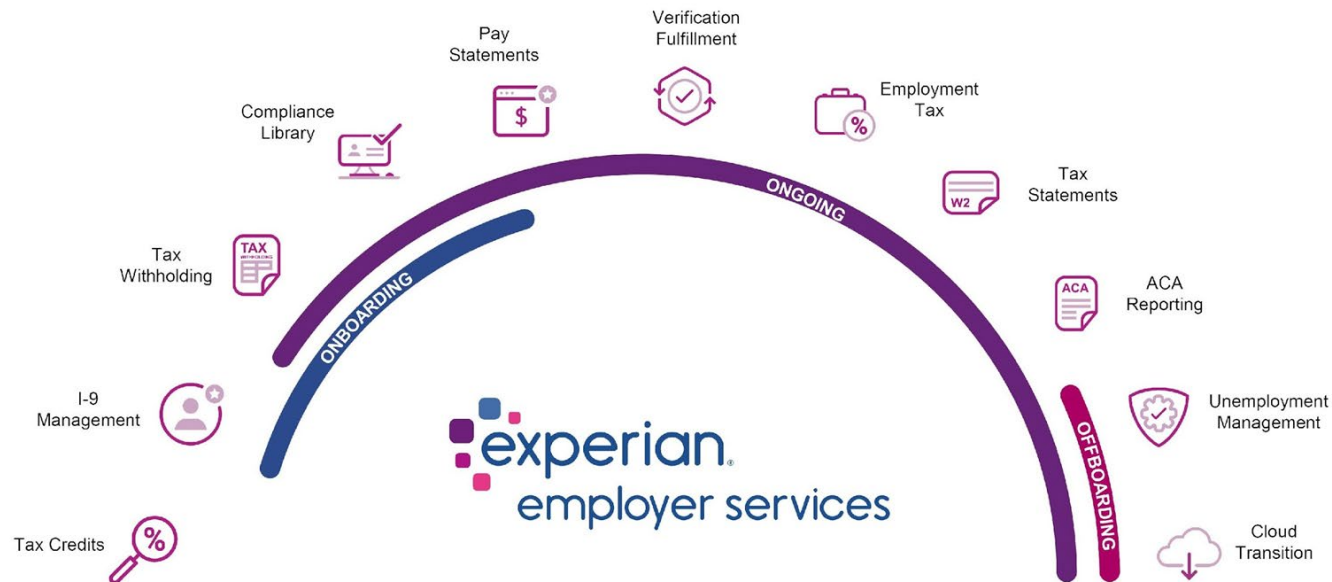 Verification
Fulfillment
Pay
Statements
$
Employment
Tax
%
Compliance
Library
Tax
Statements
W2
ONGOING
Tax
Withholding
TAX
WITHHOLDING
ONBOARDING
ACA
Reporting
ACA
I-9
Management
Unemployment
Management
OFFBOARDING
experian®
employer services
Tax Credits
%
Cloud
Transition